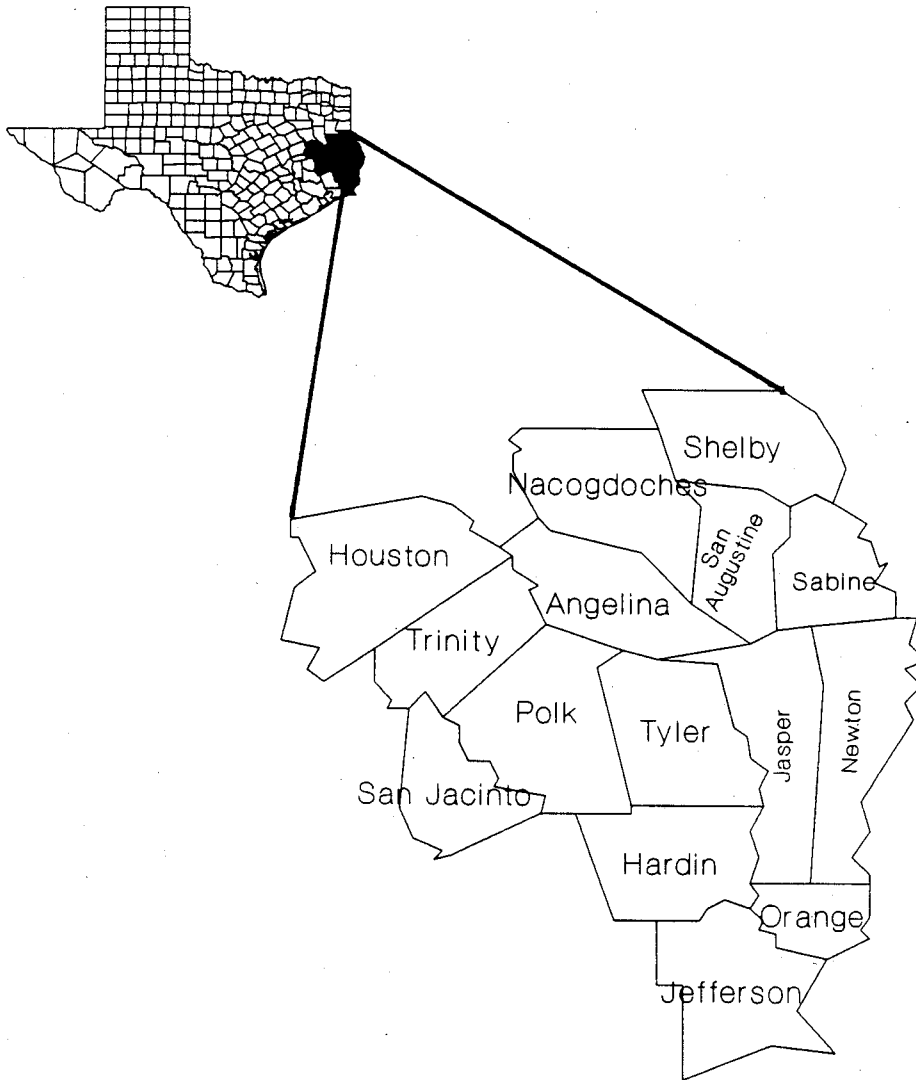 Shelby
Nacogdoches
San
Augustine
Houston
Sabine
Angelina
Trinity
Polk
Tyler
Jasper
Newton
San Jacinto
Hardin
Orange
Jefferson